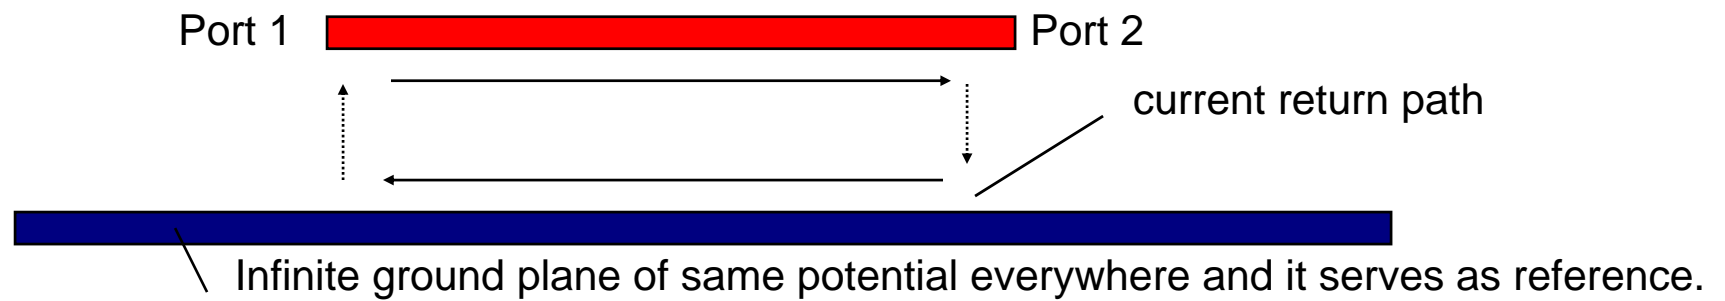 Port 1
Port 2
current return path
Infinite ground plane of same potential everywhere and it serves as reference.